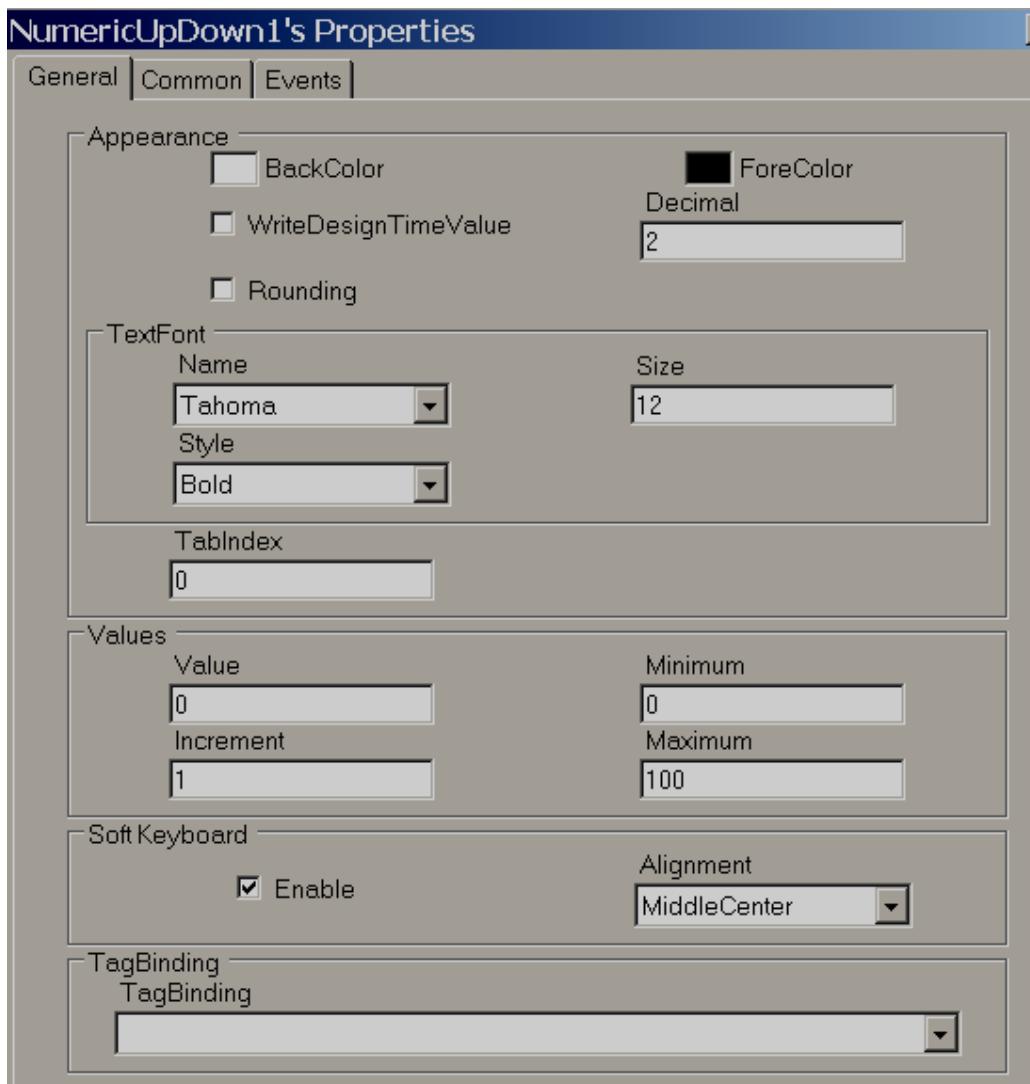 NumericUpDown1's Properties
General Common Events
Appearance
BackColor ForeColor
WriteDesignTimeValue
Decimal
2
Rounding
TextFont
Name Size
Tahoma 12
Style
Bold
TabIndex
0
Values
Value Minimum
0 0
Increment Maximum
1 100
Soft Keyboard
Enable
Alignment
MiddleCenter
TagBinding
TagBinding